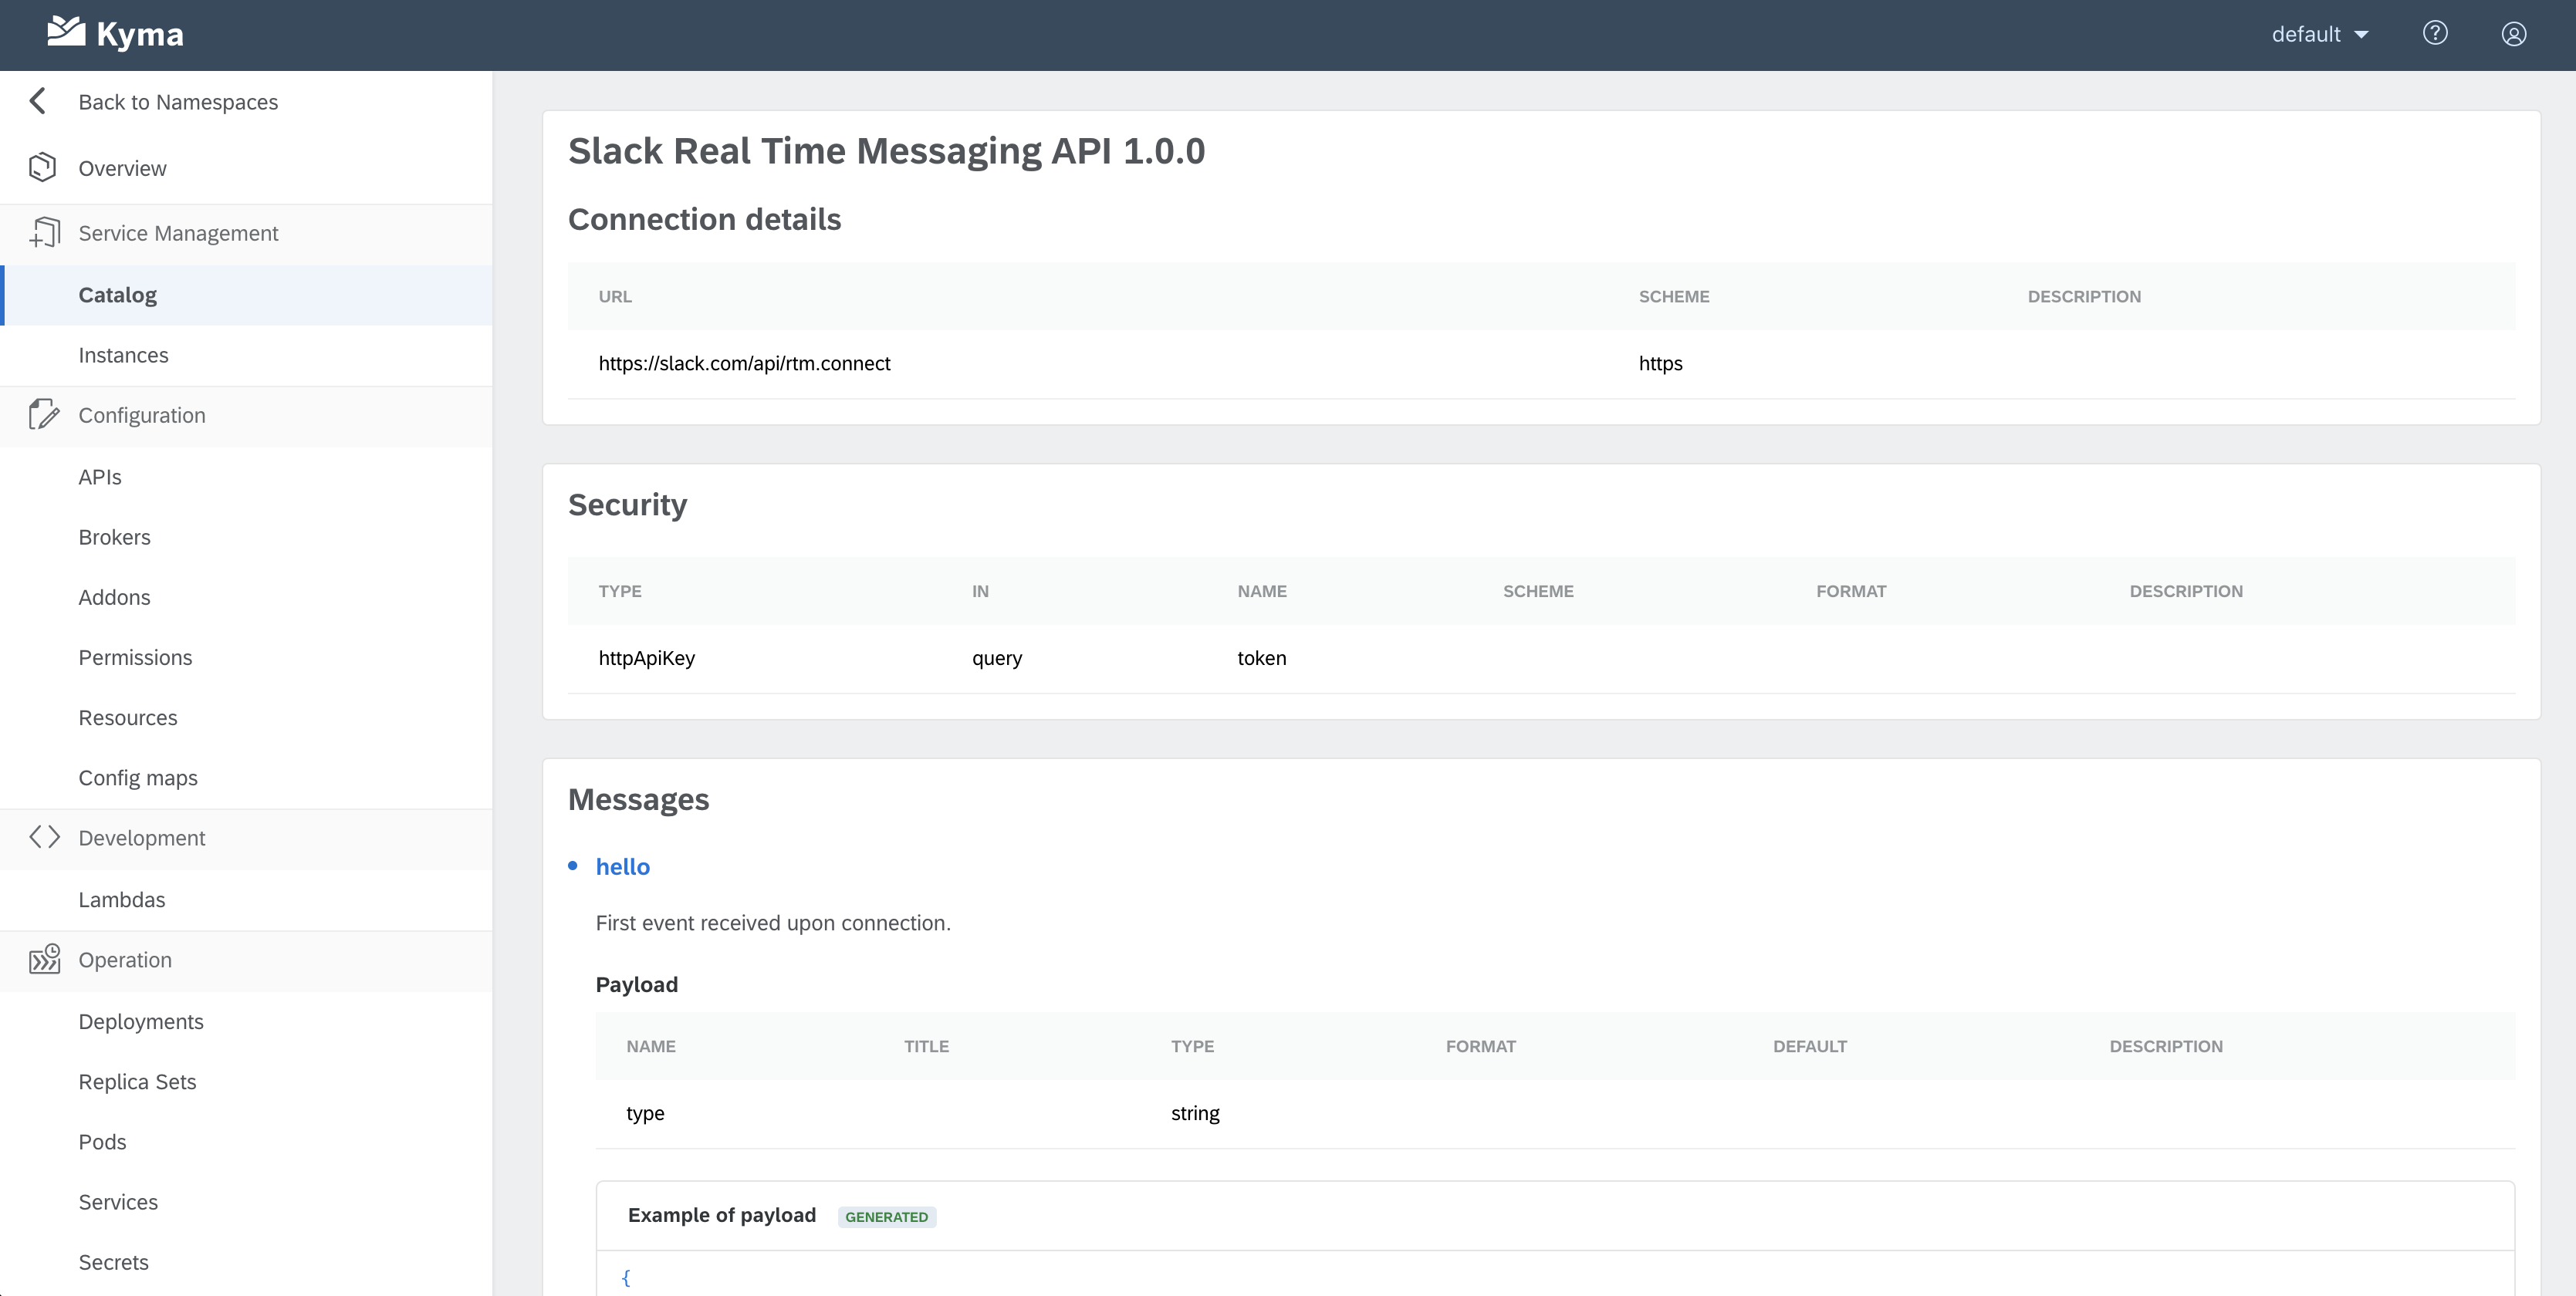 Kyma
default
Back to Namespaces
Overview
Service Management
Catalog
Instances
Configuration
APIs
Brokers
Addons
Permissions
Resources
Config maps
Development
Lambdas
Operation
Deployments
Replica Sets
Pods
Services
Secrets
Slack Real Time Messaging API 1.0.0
Connection details
URL SCHEME DESCRIPTION
https://slack.com/api/rtm.connect https
Security
TYPE IN NAME SCHEME FORMAT DESCRIPTION
httpApiKey query token
Messages
• hello
First event received upon connection.
Payload
NAME TITLE TYPE FORMAT DEFAULT DESCRIPTION
type string
Example of payload GENERATED
{